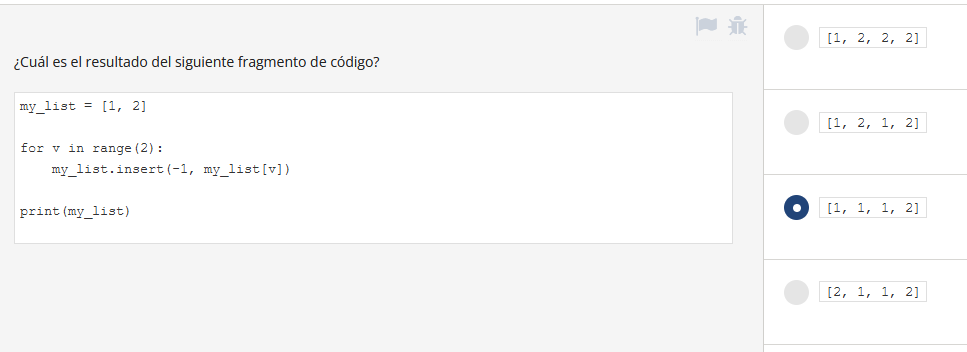 ¿Cuál es el resultado del siguiente fragmento de código?
my_list = [1, 2]
for v in range(2):
    my_list.insert(-1, my_list[v])
print(my_list)
[1, 2, 2, 2]
[1, 2, 1, 2]
[1, 1, 1, 2]
[2, 1, 1, 2]